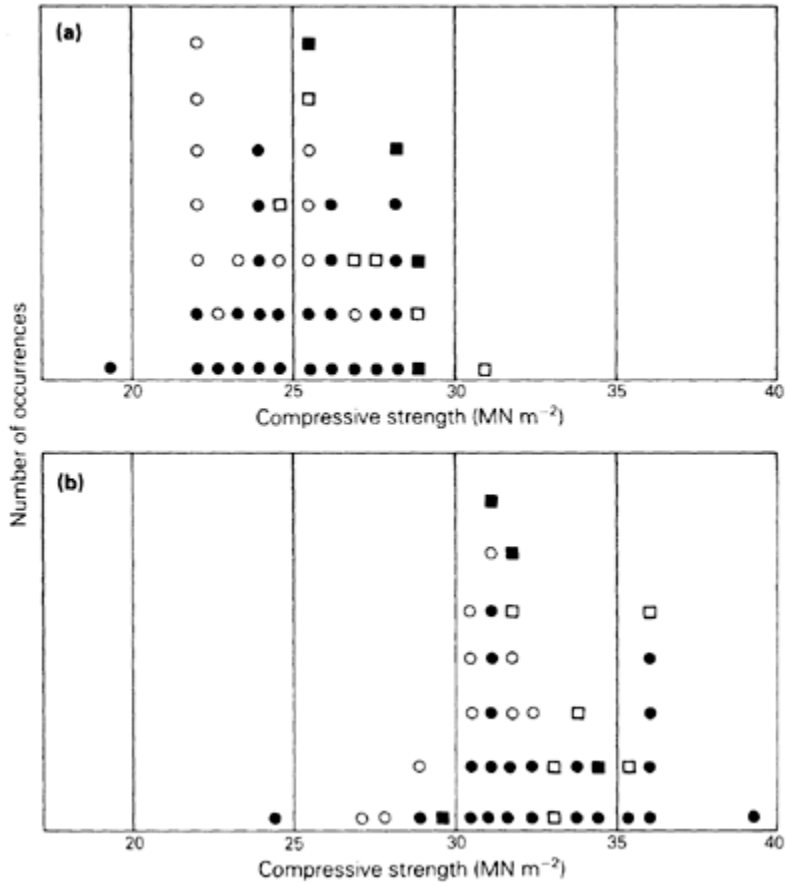 (a)
20 25 30 35 40
Compressive strength (MN m⁻²)
Number of occurrences
(b)
20 25 30 35 40
Compressive strength (MN m⁻²)